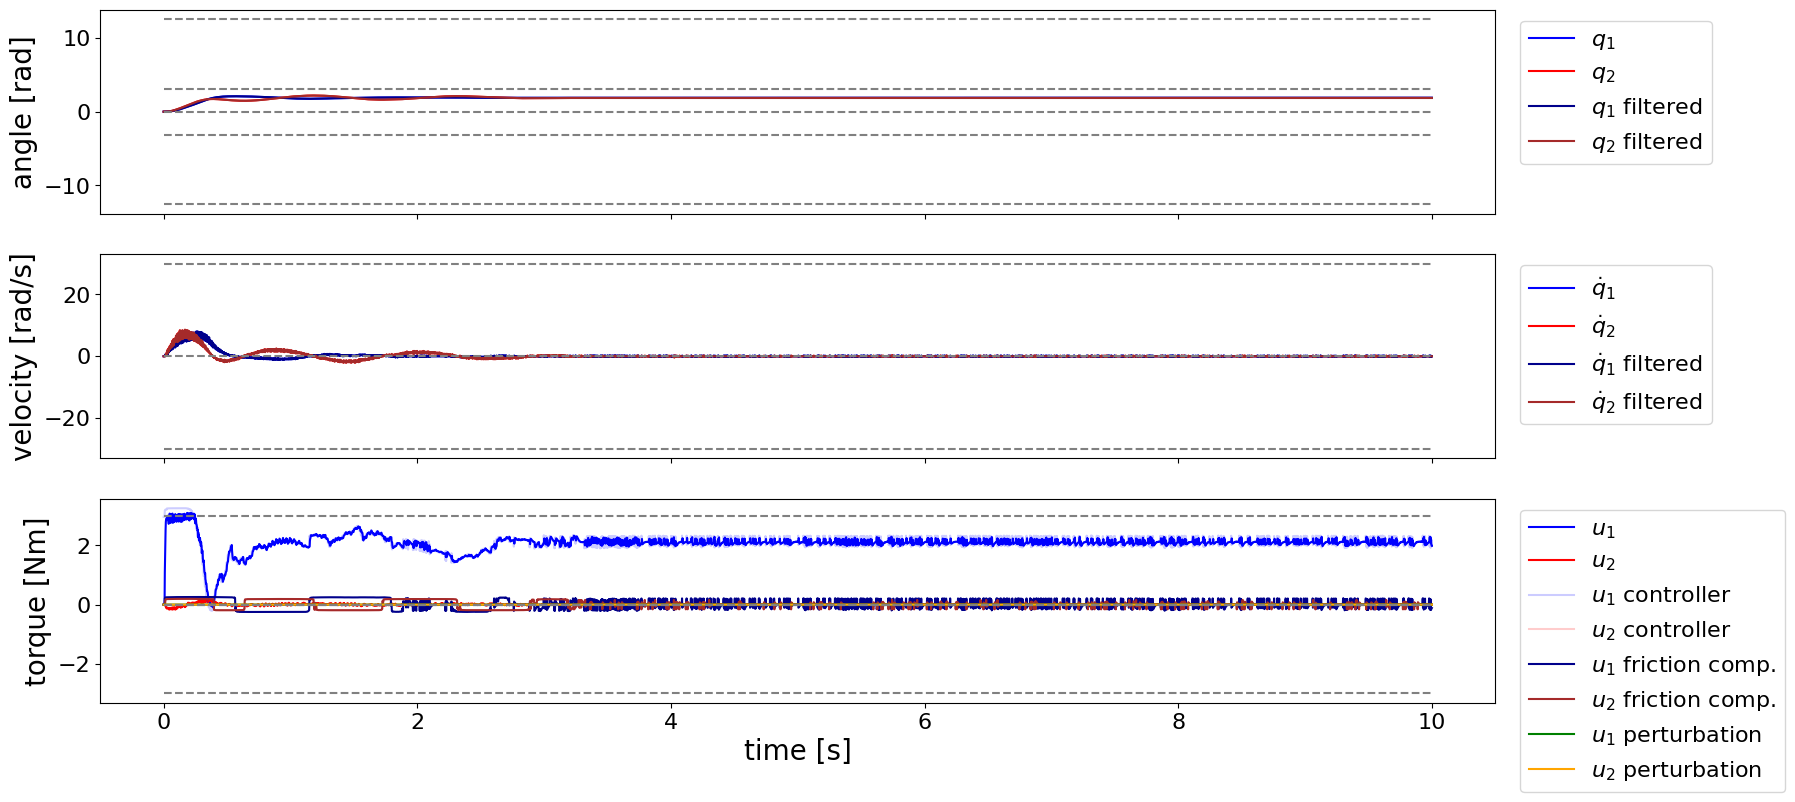 angle [rad]
10
0
−10
q₁
q₂
q₁ filtered
q₂ filtered
velocity [rad/s]
20
0
−20
q̇₁
q̇₂
q̇₁ filtered
q̇₂ filtered
torque [Nm]
2
0
−2
0 2 4 6 8 10
time [s]
u₁
u₂
u₁ controller
u₂ controller
u₁ friction comp.
u₂ friction comp.
u₁ perturbation
u₂ perturbation